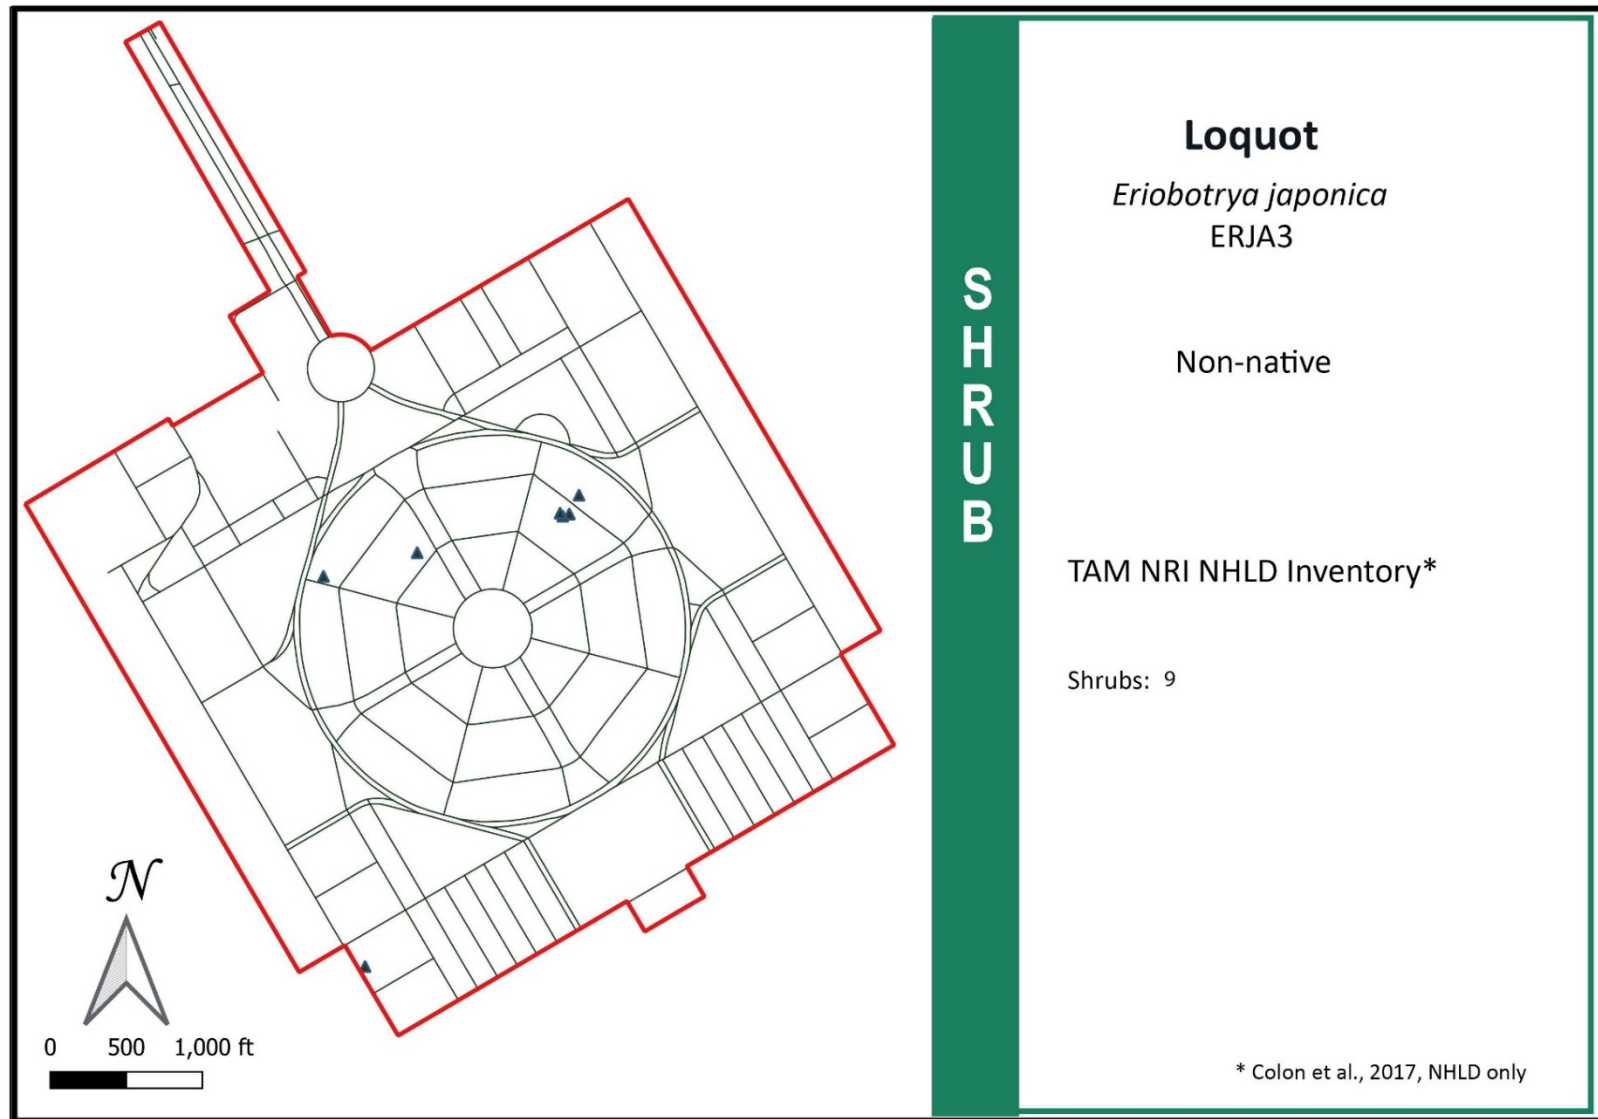 Loquot
Eriobotrya japonica
ERJA3
Non-native
TAM NRI NHLD Inventory*
Shrubs: 9
* Colon et al., 2017, NHLD only
SHRUB
N
0 500 1,000 ft